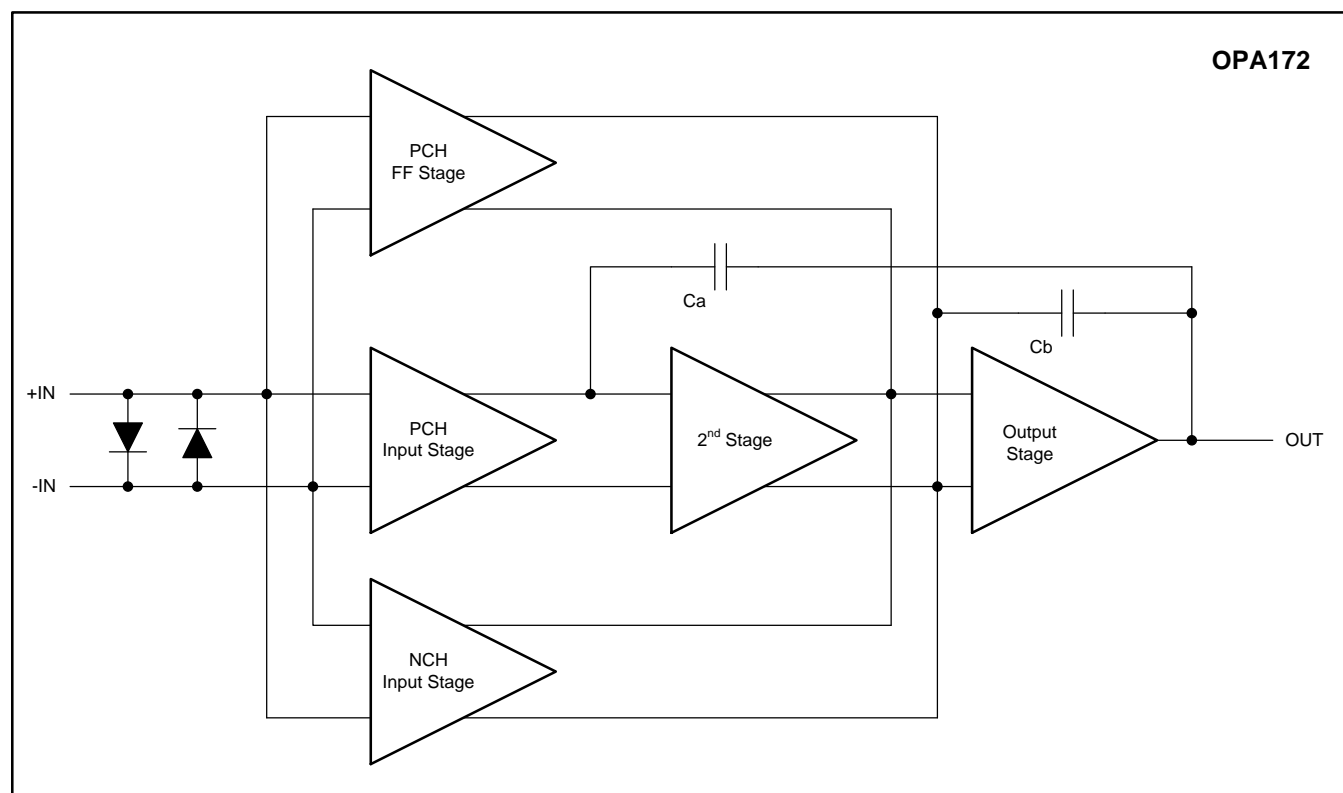 OPA172
PCH
FF Stage
Ca
Cb
+IN
-IN
PCH
Input Stage
2nd Stage
Output
Stage
OUT
NCH
Input Stage